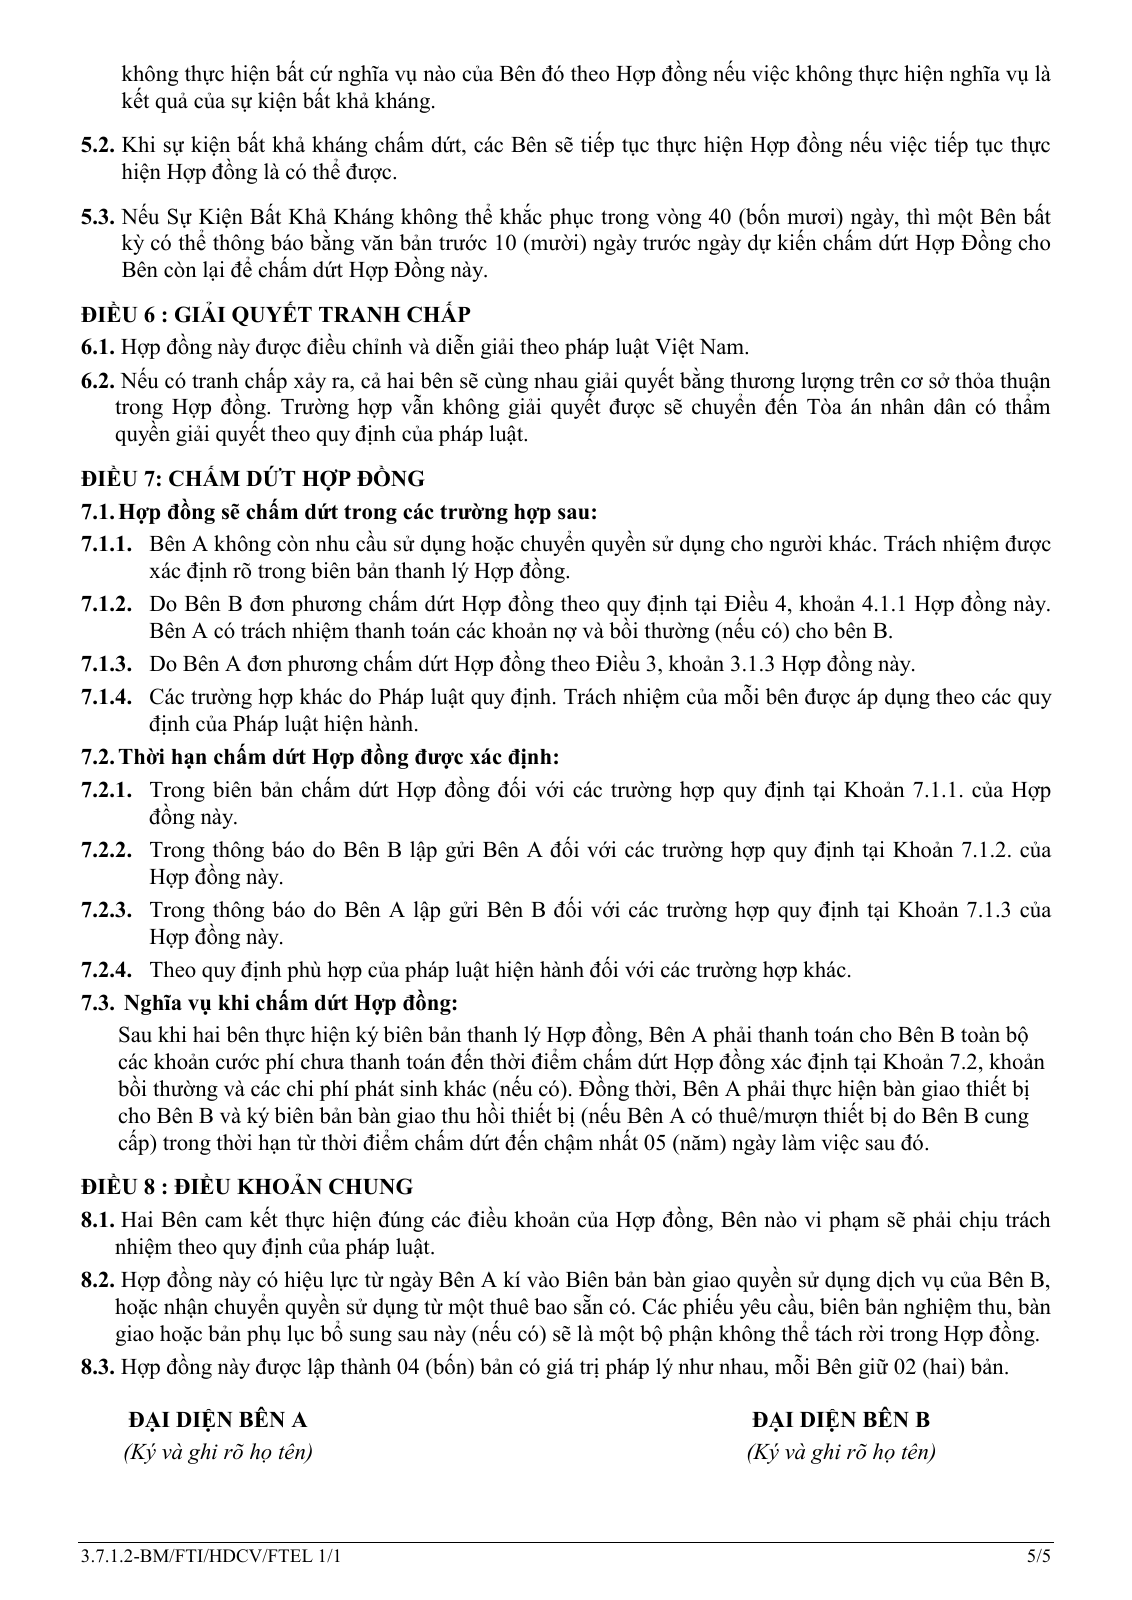 không thực hiện bất cứ nghĩa vụ nào của Bên đó theo Hợp đồng nếu việc không thực hiện nghĩa vụ là
kết quả của sự kiện bất khả kháng.
5.2. Khi sự kiện bất khả kháng chấm dứt, các Bên sẽ tiếp tục thực hiện Hợp đồng nếu việc tiếp tục thực
hiện Hợp đồng là có thể được.
5.3. Nếu Sự Kiện Bất Khả Kháng không thể khắc phục trong vòng 40 (bốn mươi) ngày, thì một Bên bất
kỳ có thể thông báo bằng văn bản trước 10 (mười) ngày trước ngày dự kiến chấm dứt Hợp Đồng cho
Bên còn lại để chấm dứt Hợp Đồng này.
ĐIỀU 6 : GIẢI QUYẾT TRANH CHẤP
6.1. Hợp đồng này được điều chỉnh và diễn giải theo pháp luật Việt Nam.
6.2. Nếu có tranh chấp xảy ra, cả hai bên sẽ cùng nhau giải quyết bằng thương lượng trên cơ sở thỏa thuận
trong Hợp đồng. Trường hợp vẫn không giải quyết được sẽ chuyển đến Tòa án nhân dân có thẩm
quyền giải quyết theo quy định của pháp luật.
ĐIỀU 7: CHẤM DỨT HỢP ĐỒNG
7.1. Hợp đồng sẽ chấm dứt trong các trường hợp sau:
7.1.1. Bên A không còn nhu cầu sử dụng hoặc chuyển quyền sử dụng cho người khác. Trách nhiệm được
xác định rõ trong biên bản thanh lý Hợp đồng.
7.1.2. Do Bên B đơn phương chấm dứt Hợp đồng theo quy định tại Điều 4, khoản 4.1.1 Hợp đồng này.
Bên A có trách nhiệm thanh toán các khoản nợ và bồi thường (nếu có) cho bên B.
7.1.3. Do Bên A đơn phương chấm dứt Hợp đồng theo Điều 3, khoản 3.1.3 Hợp đồng này.
7.1.4. Các trường hợp khác do Pháp luật quy định. Trách nhiệm của mỗi bên được áp dụng theo các quy
định của Pháp luật hiện hành.
7.2. Thời hạn chấm dứt Hợp đồng được xác định:
7.2.1. Trong biên bản chấm dứt Hợp đồng đối với các trường hợp quy định tại Khoản 7.1.1. của Hợp
đồng này.
7.2.2. Trong thông báo do Bên B lập gửi Bên A đối với các trường hợp quy định tại Khoản 7.1.2. của
Hợp đồng này.
7.2.3. Trong thông báo do Bên A lập gửi Bên B đối với các trường hợp quy định tại Khoản 7.1.3 của
Hợp đồng này.
7.2.4. Theo quy định phù hợp của pháp luật hiện hành đối với các trường hợp khác.
7.3. Nghĩa vụ khi chấm dứt Hợp đồng:
Sau khi hai bên thực hiện ký biên bản thanh lý Hợp đồng, Bên A phải thanh toán cho Bên B toàn bộ
các khoản cước phí chưa thanh toán đến thời điểm chấm dứt Hợp đồng xác định tại Khoản 7.2, khoản
bồi thường và các chi phí phát sinh khác (nếu có). Đồng thời, Bên A phải thực hiện bàn giao thiết bị
cho Bên B và ký biên bản bàn giao thu hồi thiết bị (nếu Bên A có thuê/mượn thiết bị do Bên B cung
cấp) trong thời hạn từ thời điểm chấm dứt đến chậm nhất 05 (năm) ngày làm việc sau đó.
ĐIỀU 8 : ĐIỀU KHOẢN CHUNG
8.1. Hai Bên cam kết thực hiện đúng các điều khoản của Hợp đồng, Bên nào vi phạm sẽ phải chịu trách
nhiệm theo quy định của pháp luật.
8.2. Hợp đồng này có hiệu lực từ ngày Bên A kí vào Biên bản bàn giao quyền sử dụng dịch vụ của Bên B,
hoặc nhận chuyển quyền sử dụng từ một thuê bao sẵn có. Các phiếu yêu cầu, biên bản nghiệm thu, bàn
giao hoặc bản phụ lục bổ sung sau này (nếu có) sẽ là một bộ phận không thể tách rời trong Hợp đồng.
8.3. Hợp đồng này được lập thành 04 (bốn) bản có giá trị pháp lý như nhau, mỗi Bên giữ 02 (hai) bản.
ĐẠI DIỆN BÊN A
(Ký và ghi rõ họ tên)
ĐẠI DIỆN BÊN B
(Ký và ghi rõ họ tên)
3.7.1.2-BM/FTI/HDCV/FTEL 1/1
5/5